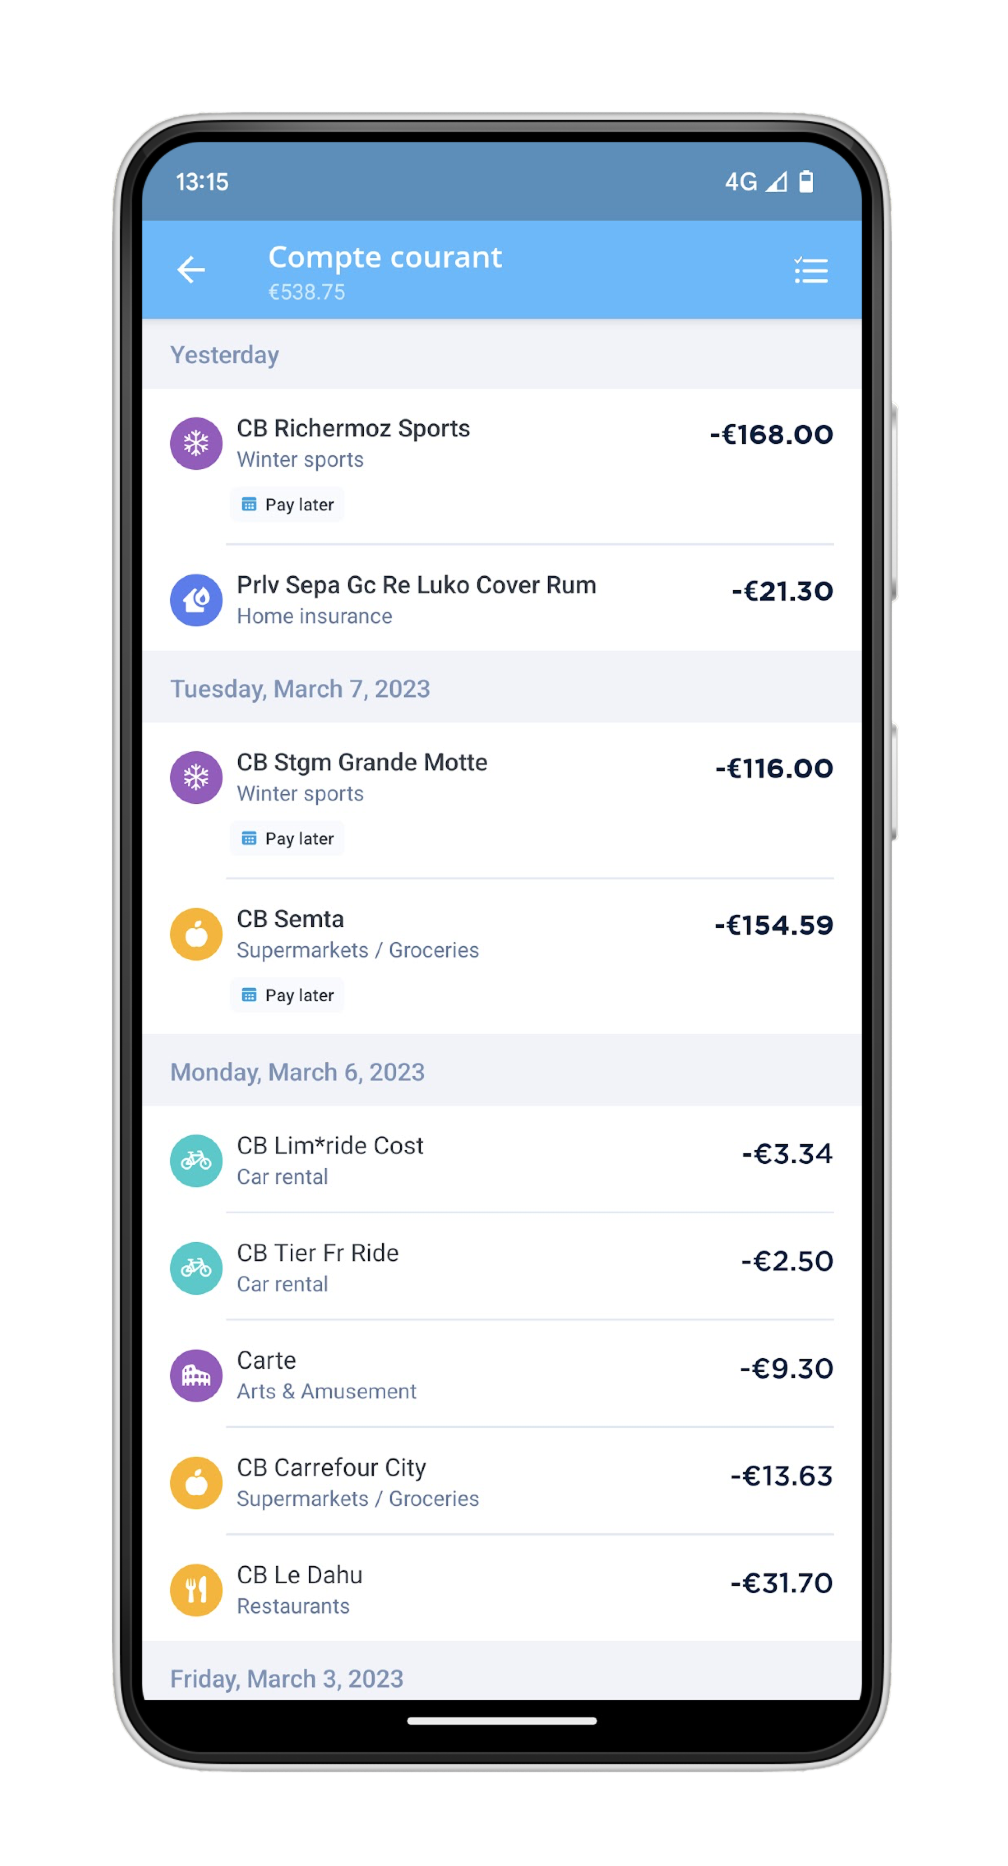 13:15
4G
Compte courant
€538.75
Yesterday
CB Richermoz Sports
-€168.00
Winter sports
Pay later
Prlv Sepa Gc Re Luko Cover Rum
-€21.30
Home insurance
Tuesday, March 7, 2023
CB Stgm Grande Motte
-€116.00
Winter sports
Pay later
CB Semta
-€154.59
Supermarkets / Groceries
Pay later
Monday, March 6, 2023
CB Lim*ride Cost
-€3.34
Car rental
CB Tier Fr Ride
-€2.50
Car rental
Carte
-€9.30
Arts & Amusement
CB Carrefour City
-€13.63
Supermarkets / Groceries
CB Le Dahu
-€31.70
Restaurants
Friday, March 3, 2023